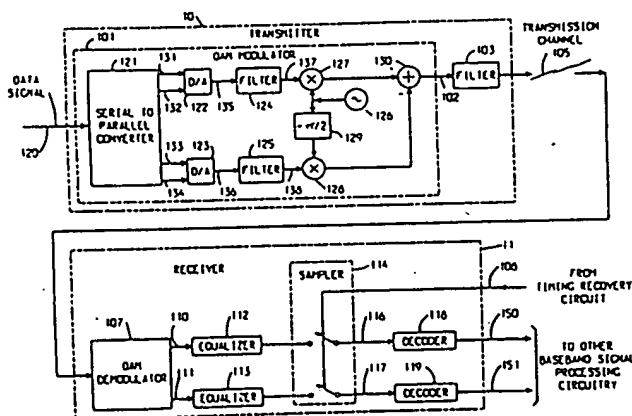 10
TRANSMITTER
101
QAM MODULATOR
TRANSMISSION CHANNEL
105
DATA SIGNAL
120
121
SERIAL TO PARALLEL CONVERTER
131
132
D/A
122
135
FILTER
124
137
127
130
102
103
FILTER
126
-π/2
129
133
134
D/A
123
136
FILTER
125
138
128
RECEIVER
11
114
SAMPLER
106
FROM TIMING RECOVERY CIRCUIT
107
QAM DEMODULATOR
110
112
EQUALIZER
116
118
DECODER
150
111
113
EQUALIZER
117
119
DECODER
151
TO OTHER BASEBAND SIGNAL PROCESSING CIRCUITRY